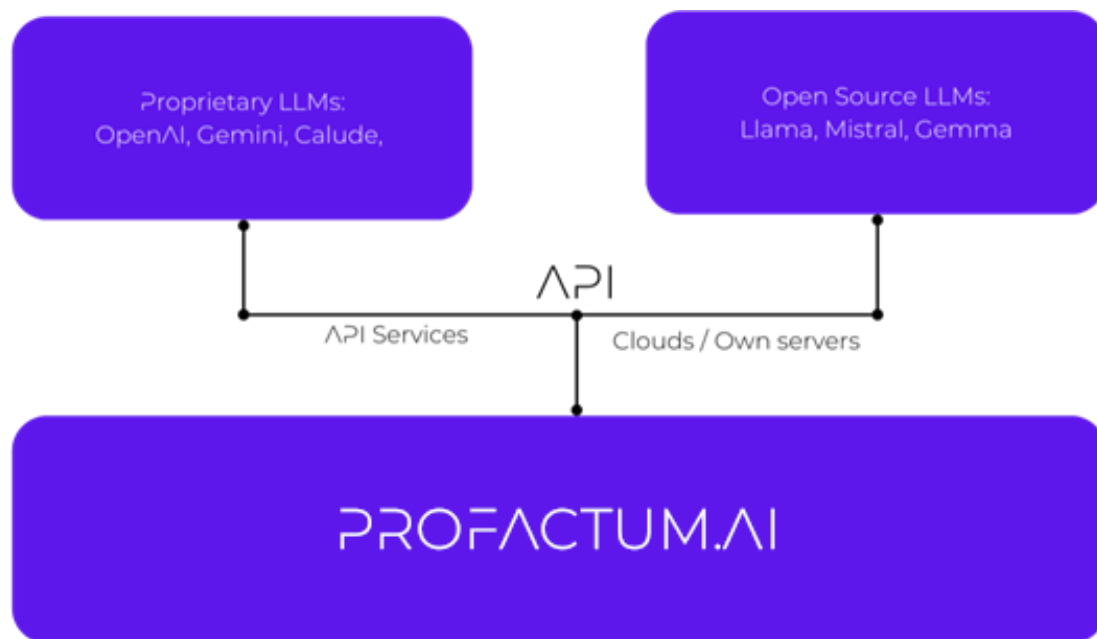 Proprietary LLMs:
OpenAI, Gemini, Calude,
Open Source LLMs:
Llama, Mistral, Gemma
API
API Services
Clouds / Own servers
PROFACTUM.AI